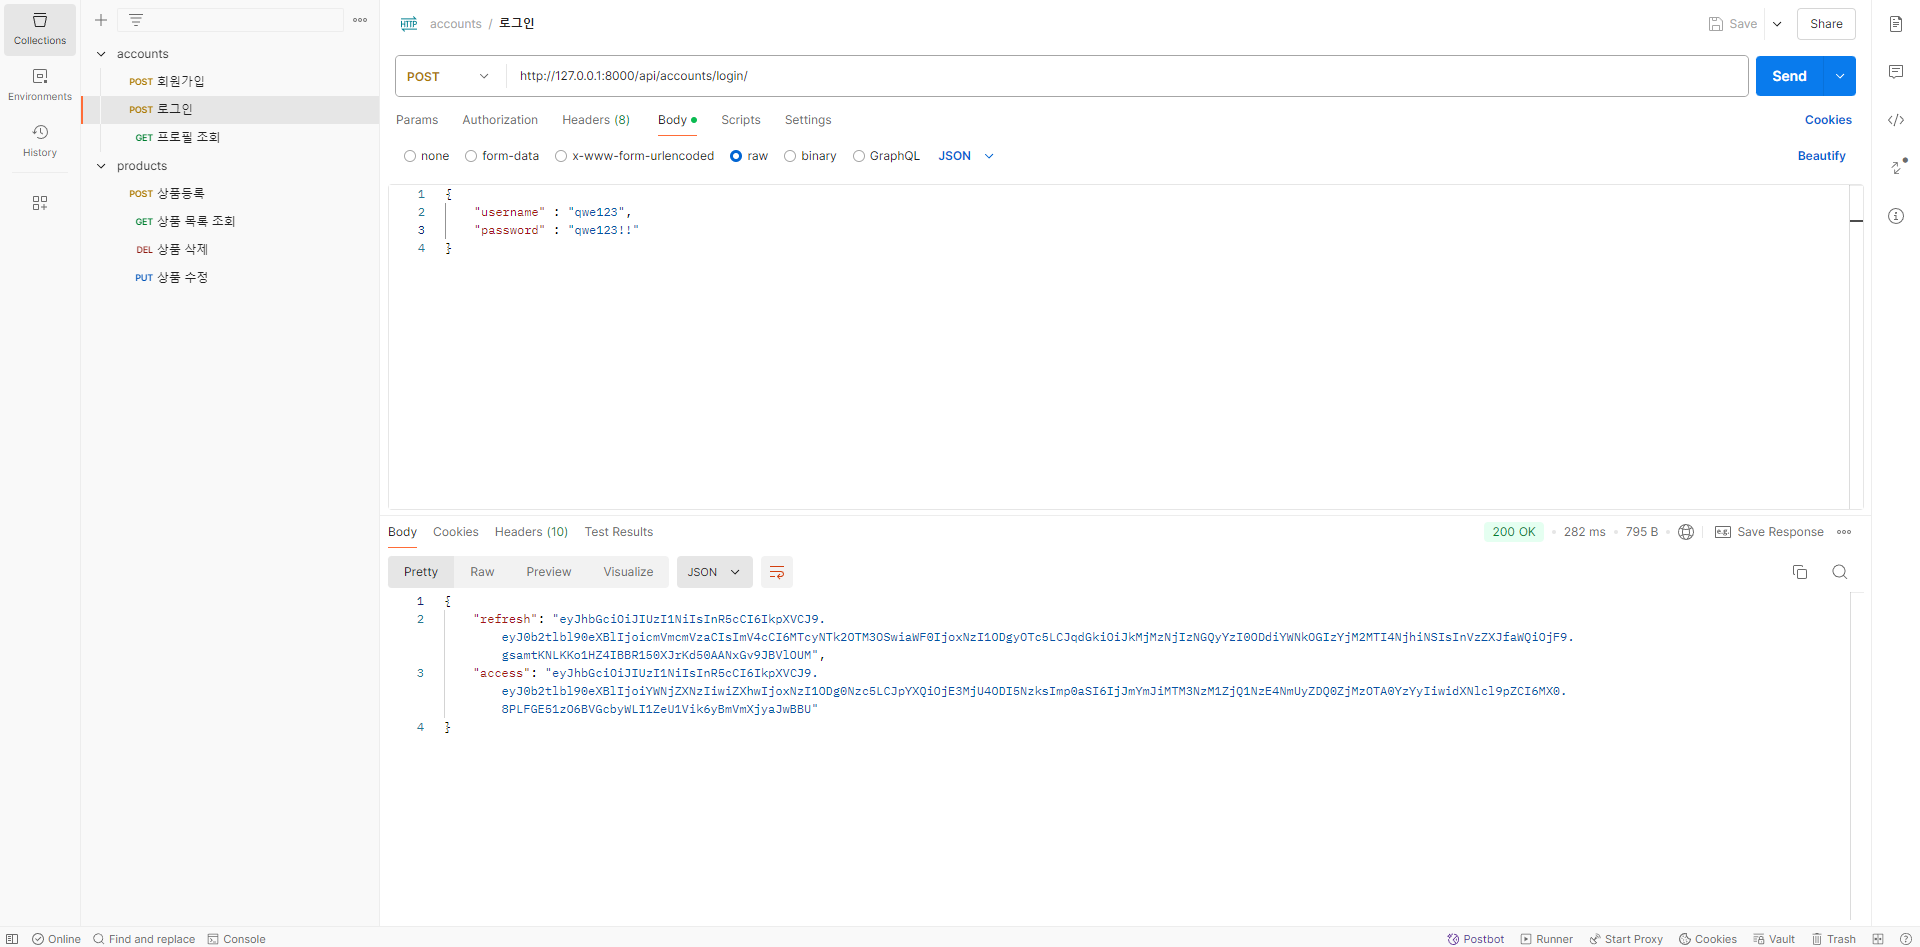 Collections
Environments
History
accounts
POST 회원가입
POST 로그인
GET 프로필 조회
products
POST 상품등록
GET 상품 목록 조회
DEL 상품 삭제
PUT 상품 수정
HTTP accounts / 로그인
Save
Share
POST http://127.0.0.1:8000/api/accounts/login/
Send
Params Authorization Headers (8) Body Scripts Settings
Cookies
none form-data x-www-form-urlencoded raw binary GraphQL JSON
Beautify
1 {
2 "username" : "qwe123",
3 "password" : "qwe123!!"
4 }
Body Cookies Headers (10) Test Results
200 OK 282 ms 795 B e.g. Save Response
Pretty Raw Preview Visualize JSON
1 {
2 "refresh": "eyJhbGciOiJIUzI1NiIsInR5cCI6IkpXVCJ9.
eyJ0b2tlbl90eXBlIjoicmVmcmVzaCIsImV4cCI6MTcyNTk2OTM3OSwiaWF0IjoxNzI1ODgyOTc5LCJqdGkiOiJkMjMzNjIzNGQyYzI0ODdiYWNkOGIzYjM2MTI4NjhiNSIsInVzZXJfaWQiOjF9.
gsamtKNLKKo1HZ4IBBR150XJrKd50AANxGv9JBVlOUM",
3 "access": "eyJhbGciOiJIUzI1NiIsInR5cCI6IkpXVCJ9.
eyJ0b2tlbl90eXBlIjoiYWNjZXNzIiwiZXhwIjoxNzI1ODg0Nzc5LCJpYXQiOjE3MjU4ODI5NzksImp0aSI6IjJmYmJiMTM3NzM1ZjQ1NzE4NmUyZDQ0ZjMzOTA0YzYyIiwidXNlcl9pZCI6MX0.
8PLFGE51zO6BVGcbyWLI1ZeU1Vik6yBmVmXjyaJwBBU"
4 }
Online Find and replace Console
Postbot Runner Start Proxy Cookies Vault Trash